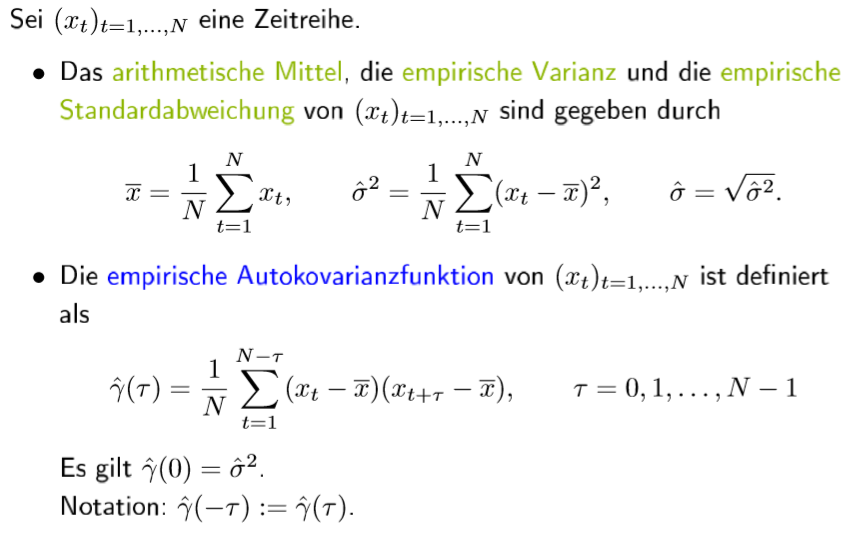 Sei $(x_t)_{t=1,\ldots,N}$ eine Zeitreihe.
• Das arithmetische Mittel, die empirische Varianz und die empirische
Standardabweichung von $(x_t)_{t=1,\ldots,N}$ sind gegeben durch
$\overline{x} = \frac{1}{N} \sum_{t=1}^{N} x_t, \qquad \hat{\sigma}^2 = \frac{1}{N} \sum_{t=1}^{N} (x_t - \overline{x})^2, \qquad \hat{\sigma} = \sqrt{\hat{\sigma}^2}.$
• Die empirische Autokovarianzfunktion von $(x_t)_{t=1,\ldots,N}$ ist definiert
als
$\hat{\gamma}(\tau) = \frac{1}{N} \sum_{t=1}^{N-\tau} (x_t - \overline{x})(x_{t+\tau} - \overline{x}), \qquad \tau = 0, 1, \ldots, N-1$
Es gilt $\hat{\gamma}(0) = \hat{\sigma}^2$.
Notation: $\hat{\gamma}(-\tau) := \hat{\gamma}(\tau)$.